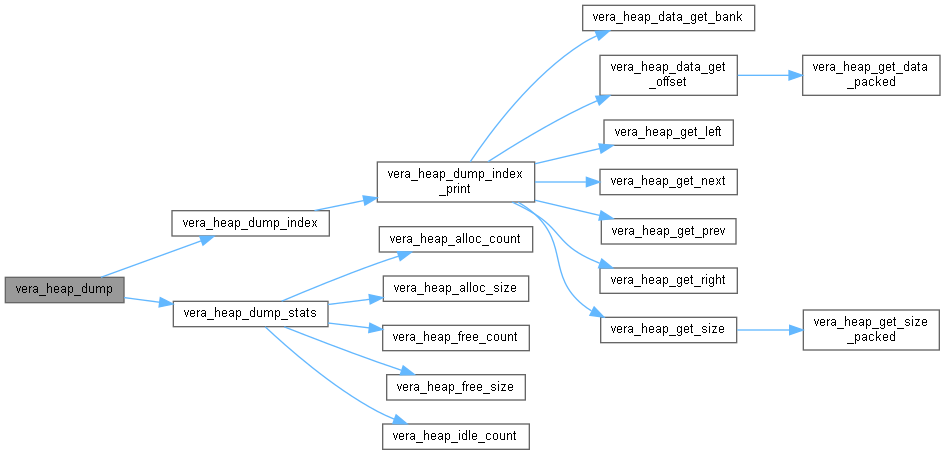 vera_heap_dump
vera_heap_dump_index
vera_heap_dump_stats
vera_heap_dump_index
_print
vera_heap_alloc_count
vera_heap_alloc_size
vera_heap_free_count
vera_heap_free_size
vera_heap_idle_count
vera_heap_data_get_bank
vera_heap_data_get
_offset
vera_heap_get_left
vera_heap_get_next
vera_heap_get_prev
vera_heap_get_right
vera_heap_get_size
vera_heap_get_data
_packed
vera_heap_get_size
_packed